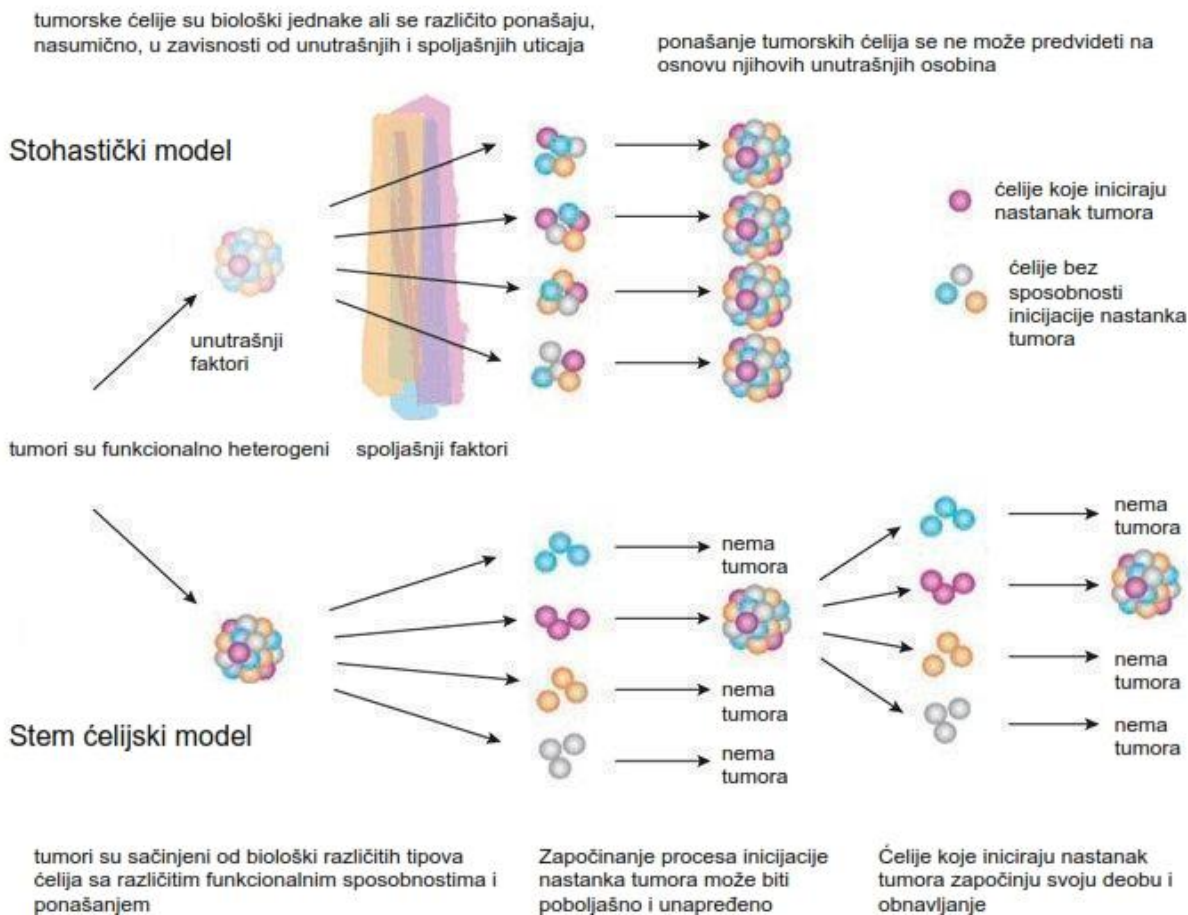 tumorske ćelije su biološki jednake ali se različito ponašaju,
nasumično, u zavisnosti od unutrašnjih i spoljašnjih uticaja
ponašanje tumorskih ćelija se ne može predvideti na
osnovu njihovih unutrašnjih osobina
Stohastički model
ćelije koje iniciraju
nastanak tumora
ćelije bez
sposobnosti
inicijacije nastanka
tumora
unutrašnji
faktori
tumori su funkcionalno heterogeni
spoljašnji faktori
nema
tumora
nema
tumora
nema
tumora
nema
tumora
nema
tumora
nema
tumora
Stem ćelijski model
tumori su sačinjeni od biološki različitih tipova
ćelija sa različitim funkcionalnim sposobnostima i
ponašanjem
Započinanje procesa inicijacije
nastanka tumora može biti
poboljašno i unapređeno
Ćelije koje iniciraju nastanak
tumora započinju svoju deobu i
obnavljanje